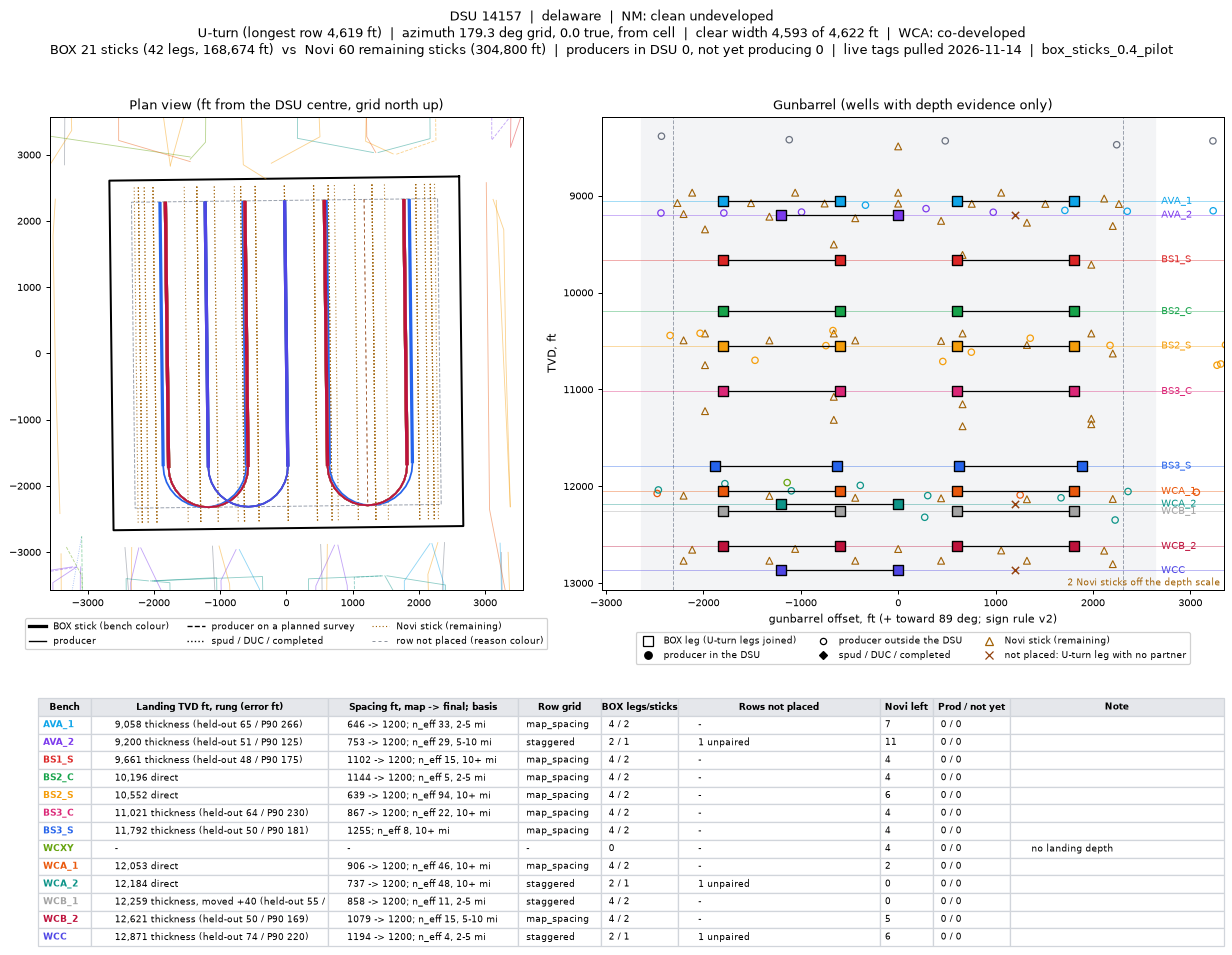 DSU 14157 | delaware | NM: clean undeveloped
U-turn (longest row 4,619 ft) | azimuth 179.3 deg grid, 0.0 true, from cell | clear width 4,593 of 4,622 ft | WCA: co-developed
BOX 21 sticks (42 legs, 168,674 ft) vs Novi 60 remaining sticks (304,800 ft) | producers in DSU 0, not yet producing 0 | live tags pulled 2026-11-14 | box_sticks_0.4_pilot
Plan view (ft from the DSU centre, grid north up)
3000
2000
1000
0
−1000
−2000
−3000
−3000 −2000 −1000 0 1000 2000 3000
BOX stick (bench colour)
producer
producer on a planned survey
spud / DUC / completed
Novi stick (remaining)
row not placed (reason colour)
Gunbarrel (wells with depth evidence only)
TVD, ft
9000
10000
11000
12000
13000
AVA_1
AVA_2
BS1_S
BS2_C
BS2_S
BS3_C
BS3_S
WCA_1
WCA_2
WCB_1
WCB_2
WCC
2 Novi sticks off the depth scale
−3000 −2000 −1000 0 1000 2000 3000
gunbarrel offset, ft (+ toward 89 deg; sign rule v2)
BOX leg (U-turn legs joined)
producer in the DSU
producer outside the DSU
spud / DUC / completed
Novi stick (remaining)
not placed: U-turn leg with no partner
Bench Landing TVD ft, rung (error ft) Spacing ft, map -> final; basis Row grid BOX legs/sticks Rows not placed Novi left Prod / not yet Note
AVA_1 9,058 thickness (held-out 65 / P90 266) 646 -> 1200; n_eff 33, 2-5 mi map_spacing 4 / 2 - 7 0 / 0
AVA_2 9,200 thickness (held-out 51 / P90 125) 753 -> 1200; n_eff 29, 5-10 mi staggered 2 / 1 1 unpaired 11 0 / 0
BS1_S 9,661 thickness (held-out 48 / P90 175) 1102 -> 1200; n_eff 15, 10+ mi map_spacing 4 / 2 - 4 0 / 0
BS2_C 10,196 direct 1144 -> 1200; n_eff 5, 2-5 mi map_spacing 4 / 2 - 4 0 / 0
BS2_S 10,552 direct 639 -> 1200; n_eff 94, 10+ mi map_spacing 4 / 2 - 6 0 / 0
BS3_C 11,021 thickness (held-out 64 / P90 230) 867 -> 1200; n_eff 22, 10+ mi map_spacing 4 / 2 - 4 0 / 0
BS3_S 11,792 thickness (held-out 50 / P90 181) 1255; n_eff 8, 10+ mi map_spacing 4 / 2 - 4 0 / 0
WCXY - - - 0 - 4 0 / 0 no landing depth
WCA_1 12,053 direct 906 -> 1200; n_eff 46, 10+ mi map_spacing 4 / 2 - 2 0 / 0
WCA_2 12,184 direct 737 -> 1200; n_eff 48, 10+ mi staggered 2 / 1 1 unpaired 0 0 / 0
WCB_1 12,259 thickness, moved +40 (held-out 55 / 858 -> 1200; n_eff 11, 2-5 mi staggered 4 / 2 - 0 0 / 0
WCB_2 12,621 thickness (held-out 50 / P90 169) 1079 -> 1200; n_eff 15, 5-10 mi map_spacing 4 / 2 - 5 0 / 0
WCC 12,871 thickness (held-out 74 / P90 220) 1194 -> 1200; n_eff 4, 2-5 mi staggered 2 / 1 1 unpaired 6 0 / 0